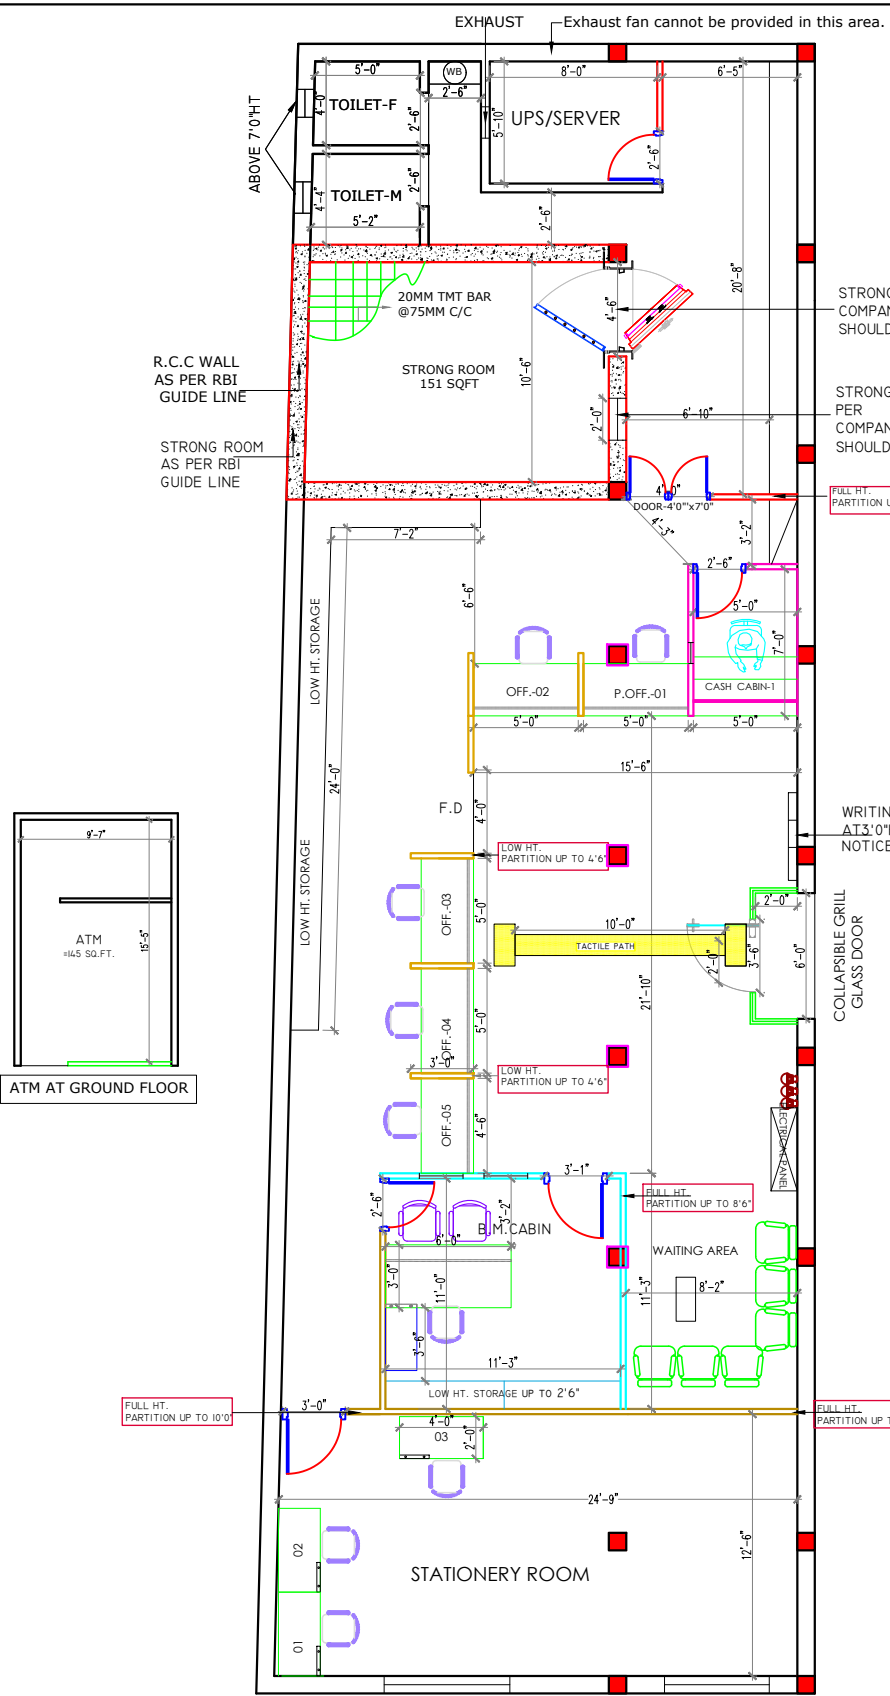 EXHAUST
Exhaust fan cannot be provided in this area.
5'-0"
WB
2'-6"
8'-0"
6'-5"
4'-0"
TOILET-F
2'-6"
5'-10"
UPS/SERVER
ABOVE 7'0"HT
2'-6"
4'-4"
TOILET-M
2'-6"
5'-2"
2'-6"
20'-8"
20MM TMT BAR
@75MM C/C
4'-6"
STRONG
COMPAN
SHOULD
R.C.C WALL
AS PER RBI
GUIDE LINE
STRONG ROOM
151 SQFT
10'-6"
2'-0"
6'-10"
STRONG
PER
COMPAN
SHOULD
STRONG ROOM
AS PER RBI
GUIDE LINE
DOOR-4'0"x7'0"
FULL HT.
PARTITION U
7'-2"
4'-3"
3'-2"
2'-6"
5'-0"
6'-6"
7'-0"
LOW HT. STORAGE
OFF.-02
P.OFF.-01
CASH CABIN-1
5'-0"
5'-0"
5'-0"
15'-6"
24'-0"
F.D
4'-0"
WRITIN
AT3'0"
NOTICE
LOW HT.
PARTITION UP TO 4'6"
9'-7"
ATM
=145 SQ.FT.
15'-5"
LOW HT. STORAGE
OFF.-03
5'-0"
10'-0"
TACTILE PATH
2'-0"
2'-0"
3'-6"
6'-0"
COLLAPSIBLE GRILL
GLASS DOOR
21'-10"
OFF.-04
5'-0"
3'-0"
LOW HT.
PARTITION UP TO 4'6"
ATM AT GROUND FLOOR
OFF.-05
4'-6"
3'-1"
FULL HT.
PARTITION UP TO 8'6"
2'-6"
3'-2"
B.M.CABIN
6'-0"
WAITING AREA
3'-0"
11'-0"
11'-3"
8'-2"
3'-6"
11'-3"
LOW HT. STORAGE UP TO 2'6"
FULL HT.
PARTITION UP TO 10'0"
3'-0"
FULL HT.
PARTITION UP T
4'-0"
03
2'-0"
24'-9"
12'-6"
02
STATIONERY ROOM
01